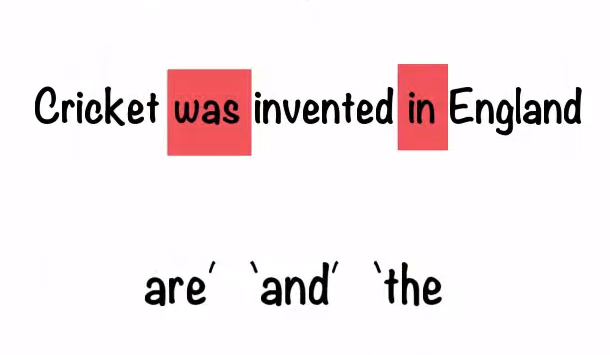 Cricket was invented in England
are' 'and' 'the